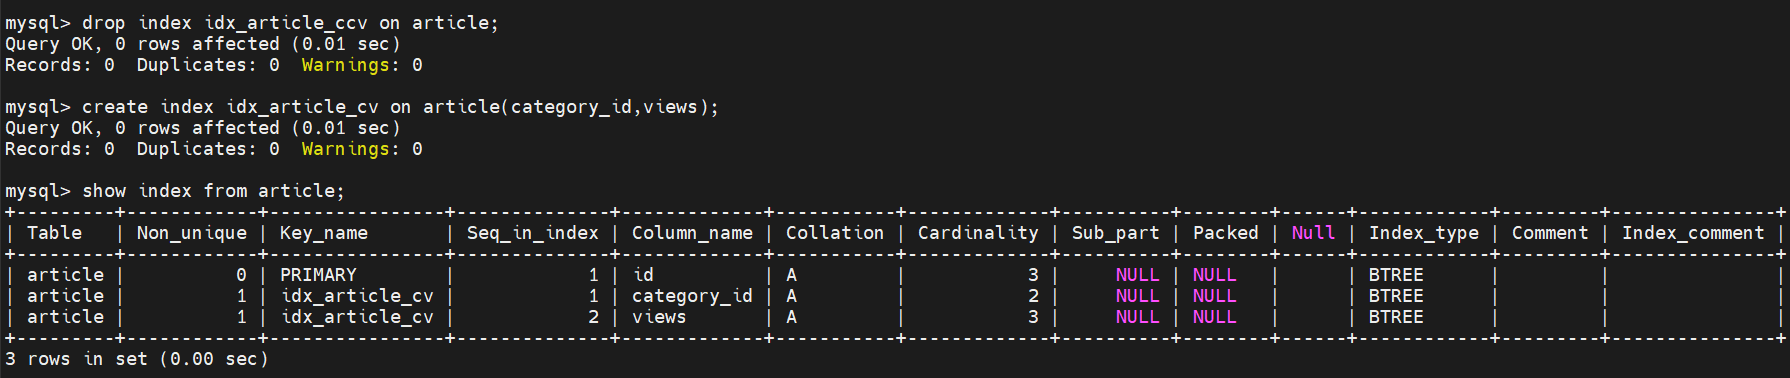 mysql> drop index idx_article_ccv on article;
Query OK, 0 rows affected (0.01 sec)
Records: 0  Duplicates: 0  Warnings: 0

mysql> create index idx_article_cv on article(category_id,views);
Query OK, 0 rows affected (0.01 sec)
Records: 0  Duplicates: 0  Warnings: 0

mysql> show index from article;
+---------+------------+----------------+--------------+-------------+-----------+-------------+----------+--------+------+------------+---------+---------------+
| Table   | Non_unique | Key_name       | Seq_in_index | Column_name | Collation | Cardinality | Sub_part | Packed | Null | Index_type | Comment | Index_comment |
+---------+------------+----------------+--------------+-------------+-----------+-------------+----------+--------+------+------------+---------+---------------+
| article |          0 | PRIMARY        |            1 | id          | A         |           3 |     NULL | NULL   |      | BTREE      |         |               |
| article |          1 | idx_article_cv |            1 | category_id | A         |           2 |     NULL | NULL   |      | BTREE      |         |               |
| article |          1 | idx_article_cv |            2 | views       | A         |           3 |     NULL | NULL   |      | BTREE      |         |               |
+---------+------------+----------------+--------------+-------------+-----------+-------------+----------+--------+------+------------+---------+---------------+
3 rows in set (0.00 sec)